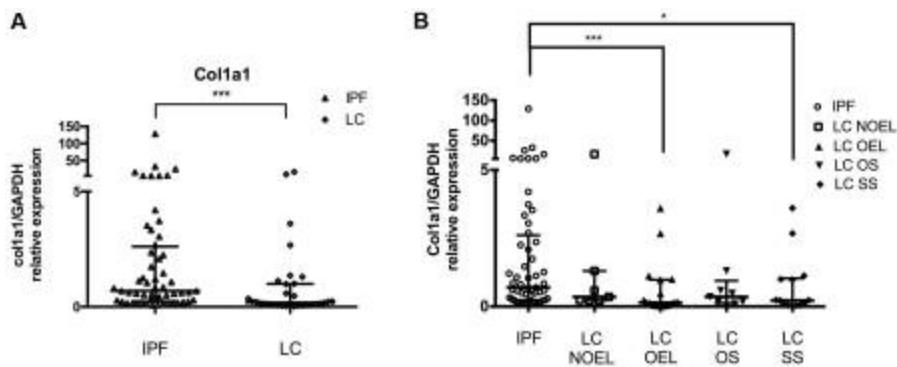 A
Col1a1
***
IPF
LC
col1a1/GAPDH
relative expression
150
100
50
5
0
IPF
LC
B
*
***
IPF
LC NOEL
LC OEL
LC OS
LC SS
Col1a1/GAPDH
relative expression
150
100
50
5
0
IPF
LC
NOEL
LC
OEL
LC
OS
LC
SS